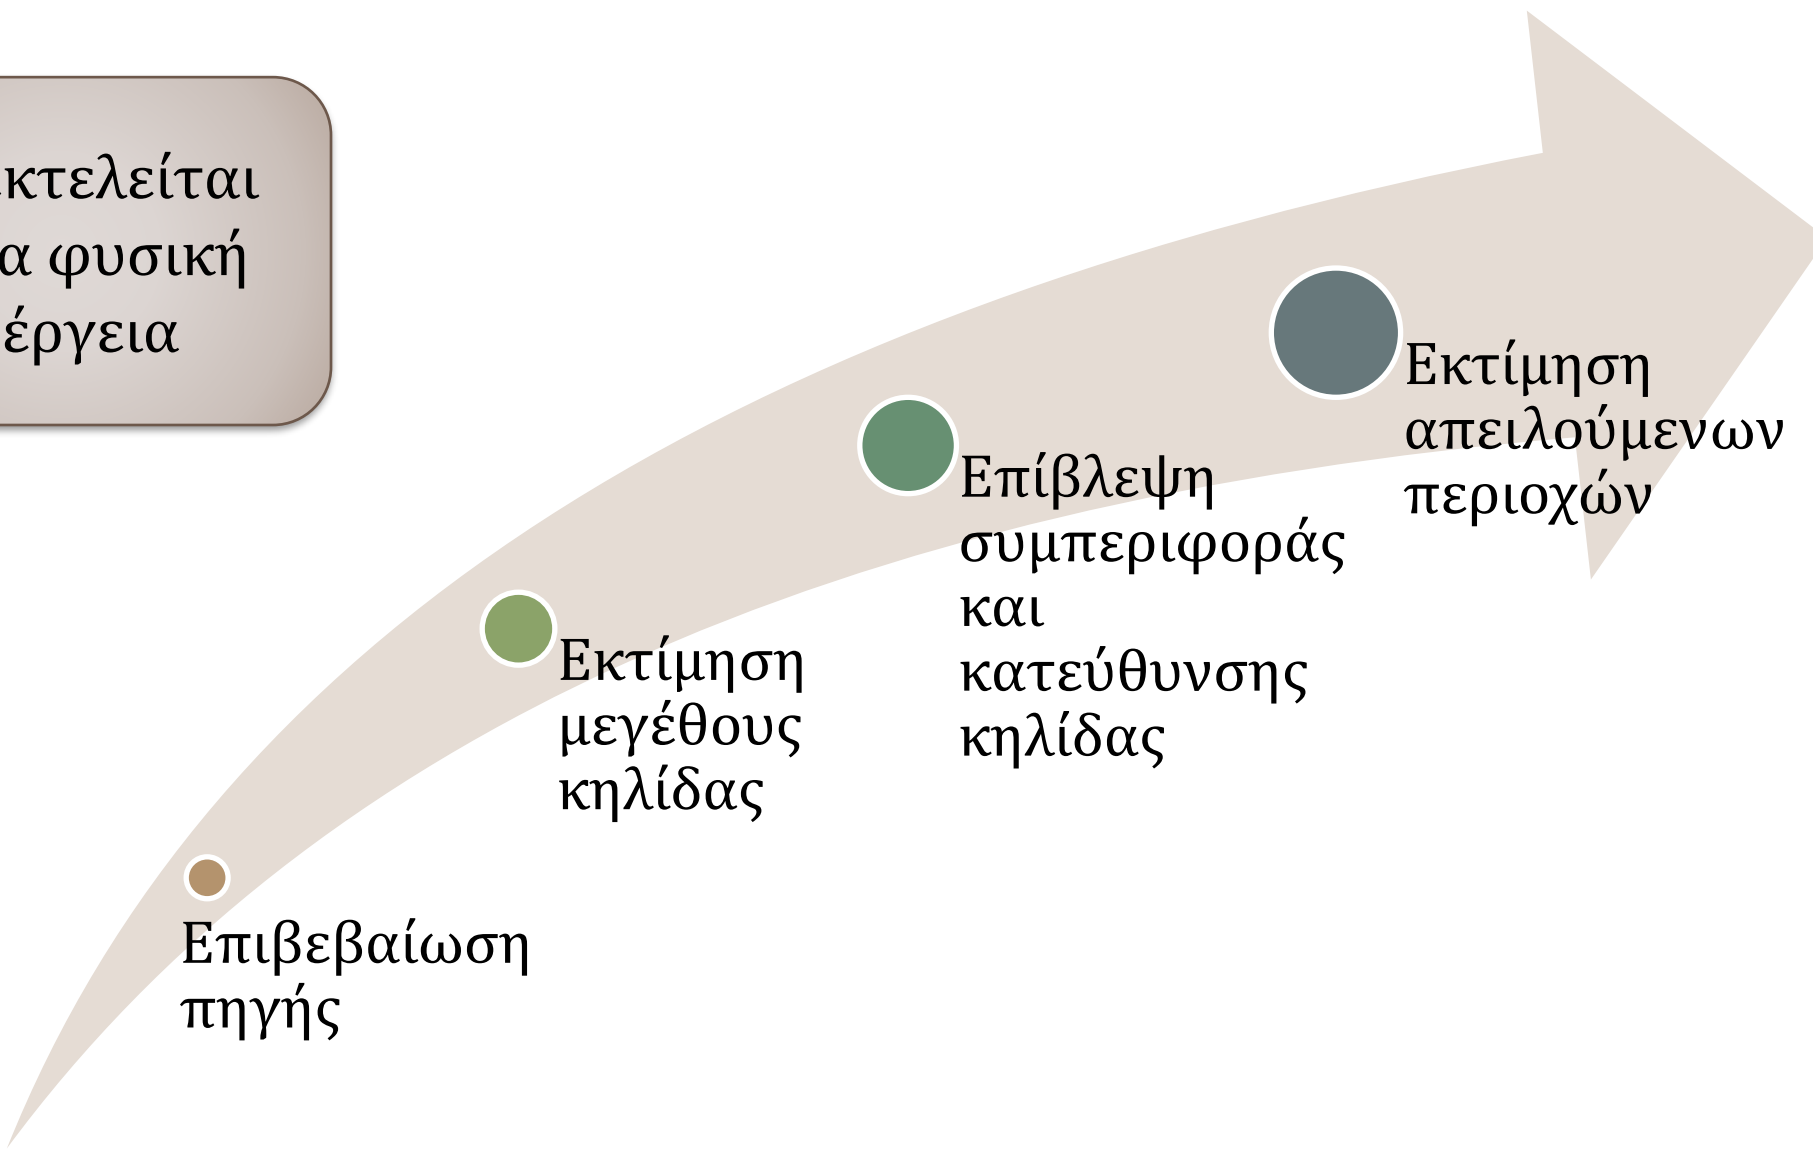 κτελείται
α φυσική
έργεια
Εκτίμηση
απειλούμενων
περιοχών
Επίβλεψη
συμπεριφοράς
και
κατεύθυνσης
κηλίδας
Εκτίμηση
μεγέθους
κηλίδας
Επιβεβαίωση
πηγής